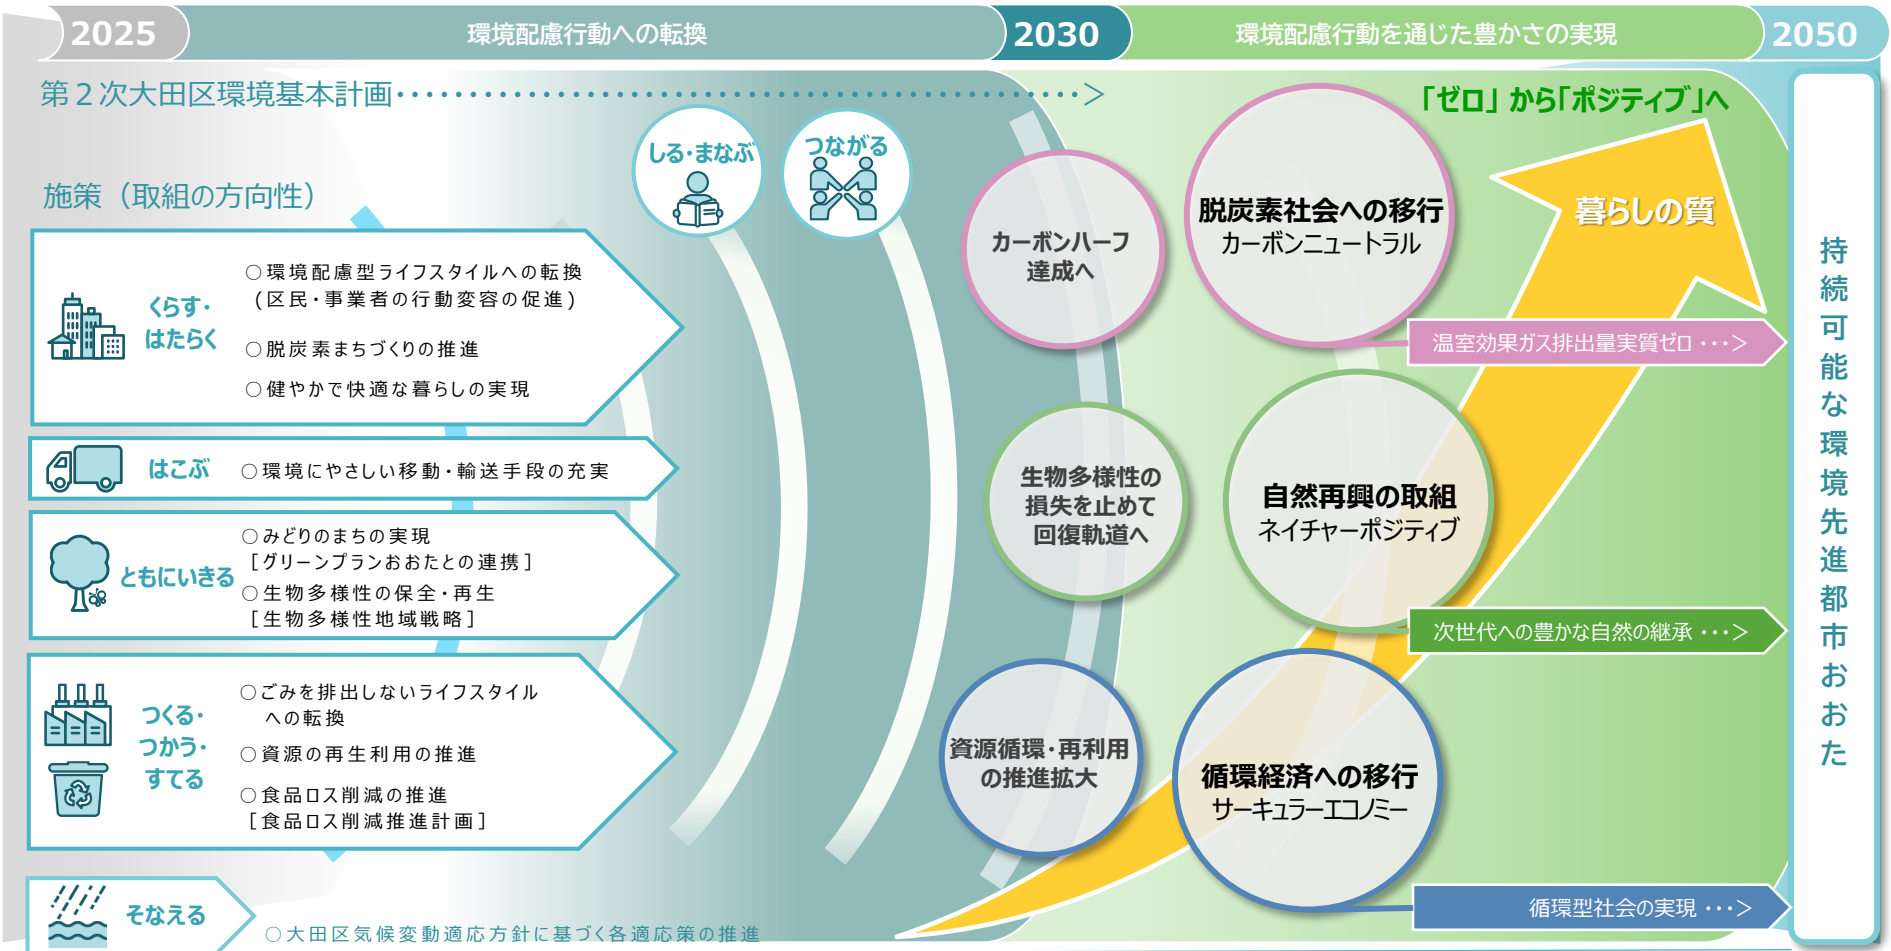 2025
環境配慮行動への転換
2030
環境配慮行動を通じた豊かさの実現
2050
第２次大田区環境基本計画‥‥‥‥‥‥‥‥‥‥‥‥‥‥‥‥‥‥>
「ゼロ」から「ポジティブ」へ
しる・まなぶ
つながる
施策（取組の方向性）
くらす・
はたらく
○環境配慮型ライフスタイルへの転換
(区民・事業者の行動変容の促進)
○脱炭素まちづくりの推進
○健やかで快適な暮らしの実現
はこぶ
○環境にやさしい移動・輸送手段の充実
ともにいきる
○みどりのまちの実現
［グリーンプランおおたとの連携］
○生物多様性の保全・再生
［生物多様性地域戦略］
つくる・
つかう・
すてる
○ごみを排出しないライフスタイル
への転換
○資源の再生利用の推進
○食品ロス削減の推進
［食品ロス削減推進計画］
そなえる
○大田区気候変動適応方針に基づく各適応策の推進
カーボンハーフ
達成へ
生物多様性の
損失を止めて
回復軌道へ
資源循環・再利用
の推進拡大
脱炭素社会への移行
カーボンニュートラル
自然再興の取組
ネイチャーポジティブ
循環経済への移行
サーキュラーエコノミー
暮らしの質
温室効果ガス排出量実質ゼロ ･･･>
次世代への豊かな自然の継承 ･･･>
循環型社会の実現 ･･･>
持続可能な環境先進都市おおた